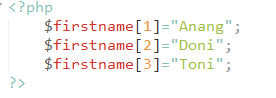 <?php
$firstname[1]="Anang";
$firstname[2]="Doni";
$firstname[3]="Toni";
?>